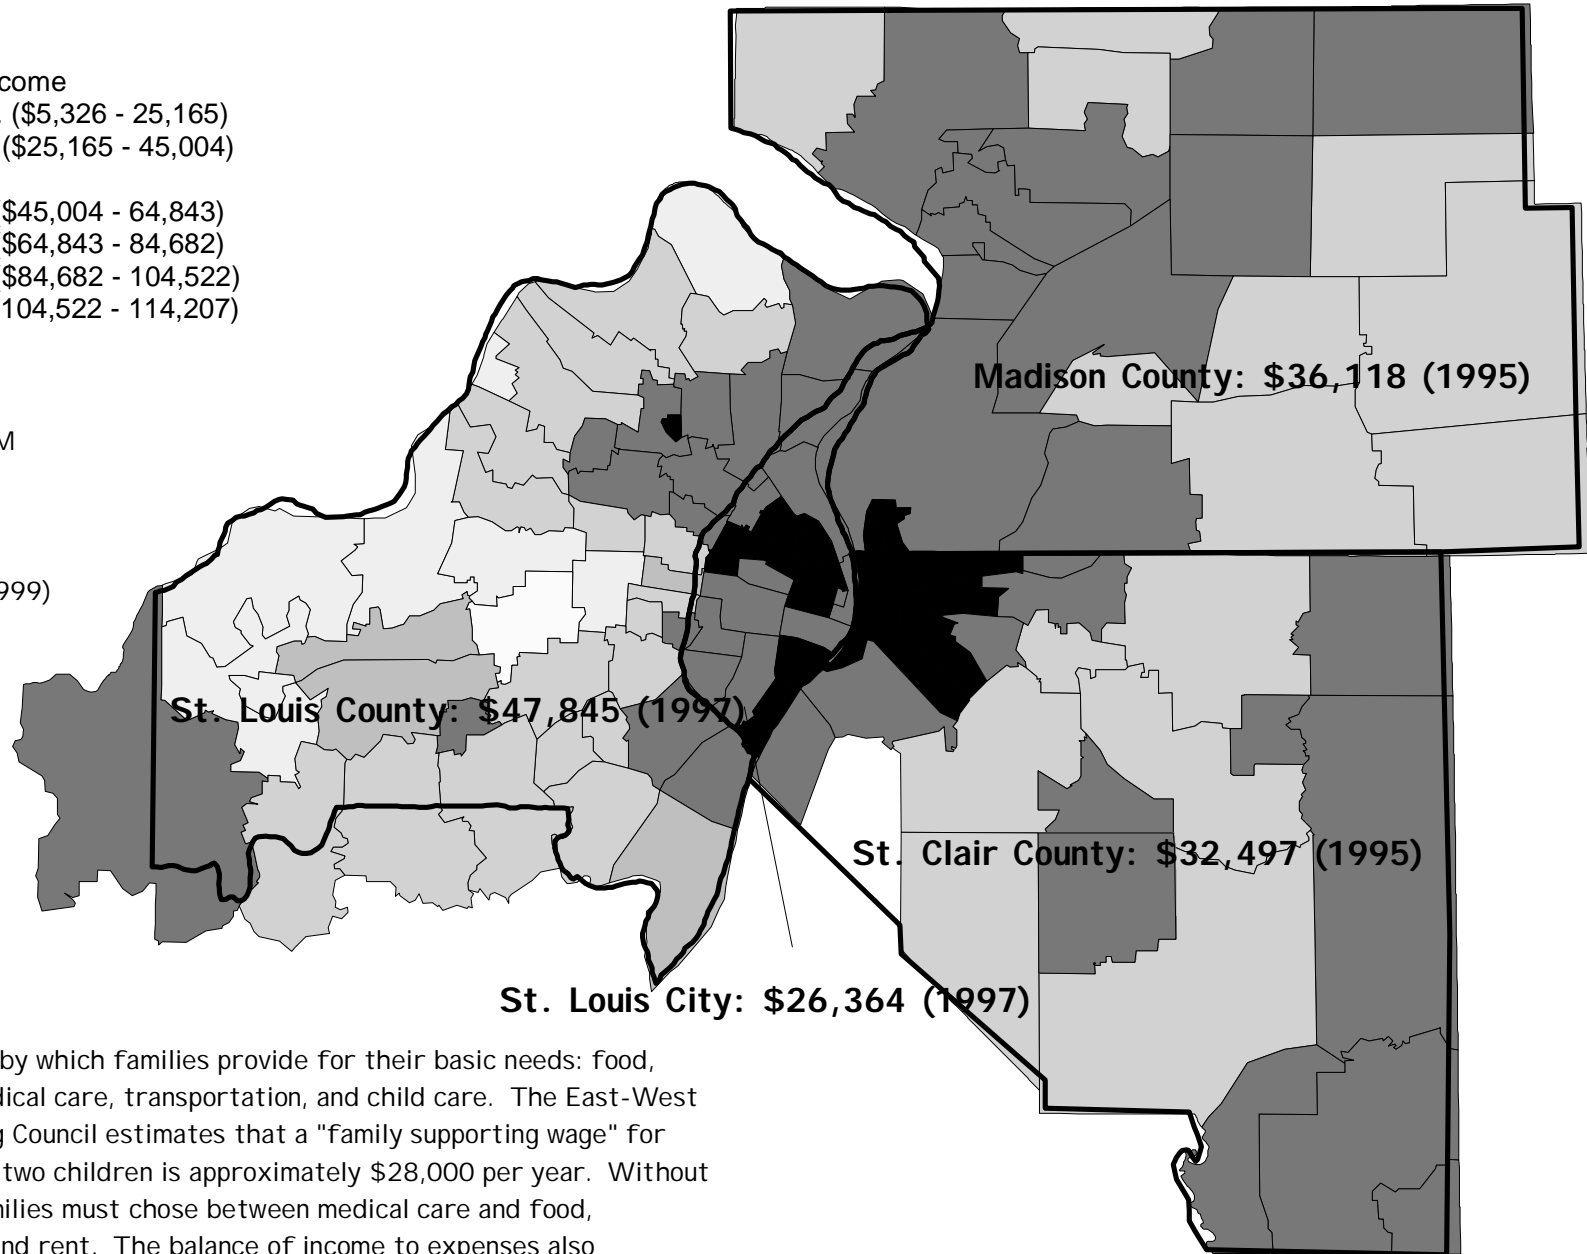 come
. ($5,326 - 25,165)
($25,165 - 45,004)
$45,004 - 64,843)
$64,843 - 84,682)
$84,682 - 104,522)
104,522 - 114,207)
M
999)
Madison County: $36,118 (1995)
St. Louis County: $47,845 (1997)
St. Clair County: $32,497 (1995)
St. Louis City: $26,364 (1997)
by which families provide for their basic needs: food,
dical care, transportation, and child care. The East-West
g Council estimates that a "family supporting wage" for
two children is approximately $28,000 per year. Without
nilies must chose between medical care and food,
nd rent. The balance of income to expenses also